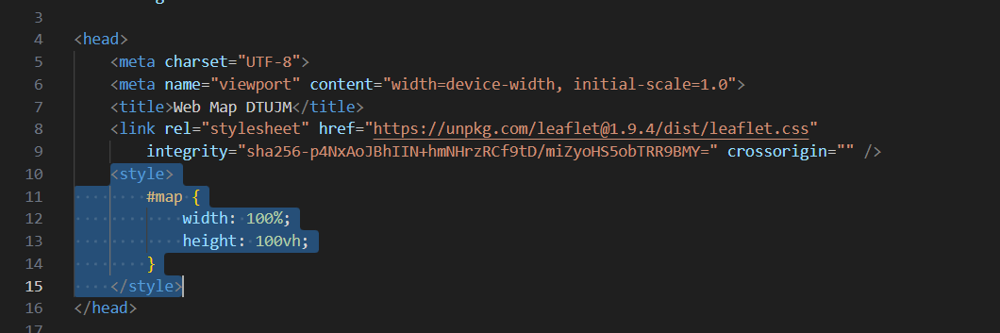 3
4 <head>
5 <meta charset="UTF-8">
6 <meta name="viewport" content="width=device-width, initial-scale=1.0">
7 <title>Web Map DTUJM</title>
8 <link rel="stylesheet" href="https://unpkg.com/leaflet@1.9.4/dist/leaflet.css"
9 integrity="sha256-p4NxAoJBhIIN+hmNHrzRCf9tD/miZyoHS5obTRR9BMY=" crossorigin="" />
10 <style>
11 #map {
12 width: 100%;
13 height: 100vh;
14 }
15 </style>
16 </head>
17